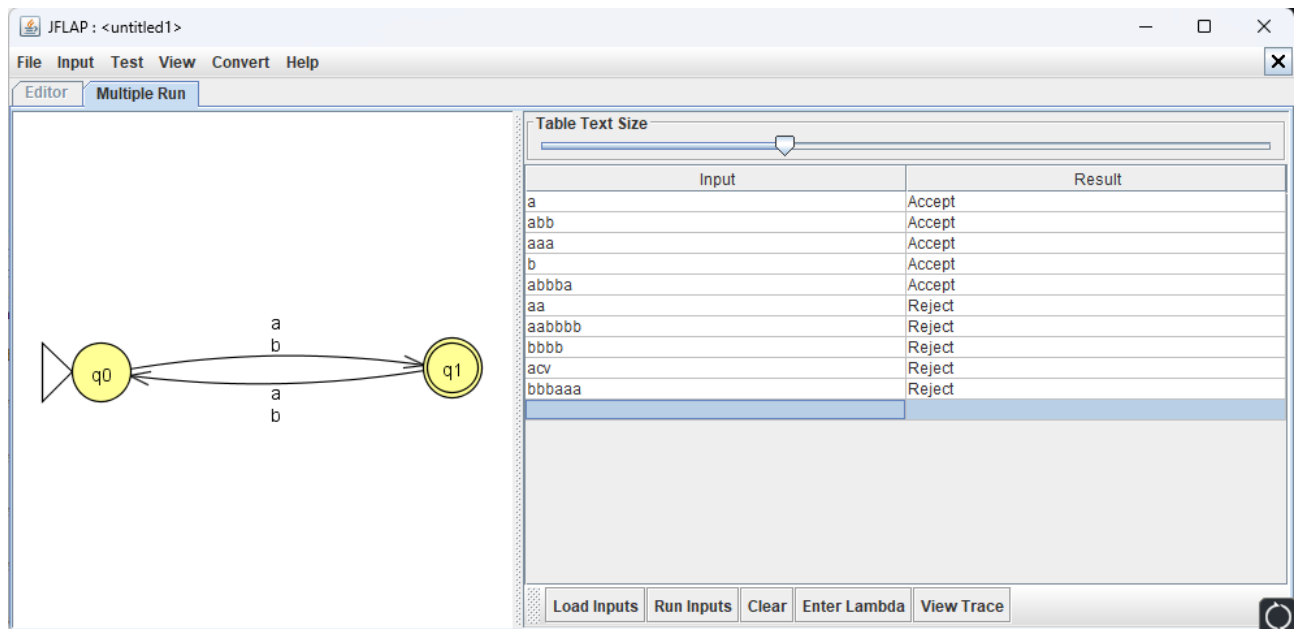 JFLAP : <untitled1>
File Input Test View Convert Help
Editor Multiple Run
Table Text Size
Input Result
a Accept
abb Accept
aaa Accept
b Accept
abbba Accept
aa Reject
aabbbb Reject
bbbb Reject
acv Reject
bbbaaa Reject
a
b
q0
q1
a
b
Load Inputs Run Inputs Clear Enter Lambda View Trace